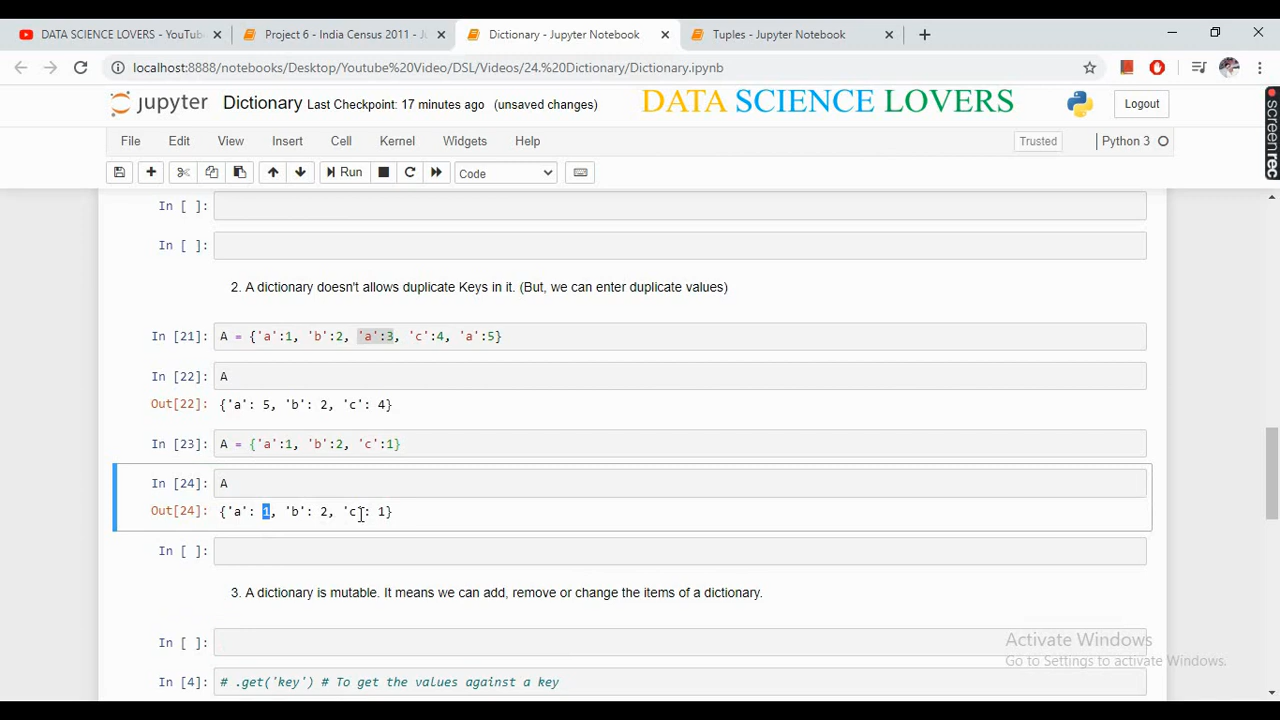 DATA SCIENCE LOVERS - YouTub
Project 6 - India Census 2011 - J
Dictionary - Jupyter Notebook
Tuples - Jupyter Notebook
localhost:8888/notebooks/Desktop/Youtube%20Video/DSL/Videos/24.%20Dictionary/Dictionary.ipynb
jupyter Dictionary Last Checkpoint: 17 minutes ago (unsaved changes) DATA SCIENCE LOVERS Logout
File Edit View Insert Cell Kernel Widgets Help Trusted Python 3
Run Code
screenrec
In [ ]:
In [ ]:
2. A dictionary doesn't allows duplicate Keys in it. (But, we can enter duplicate values)
In [21]: A = {'a':1, 'b':2, 'a':3, 'c':4, 'a':5}
In [22]: A
Out[22]: {'a': 5, 'b': 2, 'c': 4}
In [23]: A = {'a':1, 'b':2, 'c':1}
In [24]: A
Out[24]: {'a': 1, 'b': 2, 'c': 1}
In [ ]:
3. A dictionary is mutable. It means we can add, remove or change the items of a dictionary.
In [ ]:
Activate Windows
Go to Settings to activate Windows.
In [4]: # .get('key') # To get the values against a key